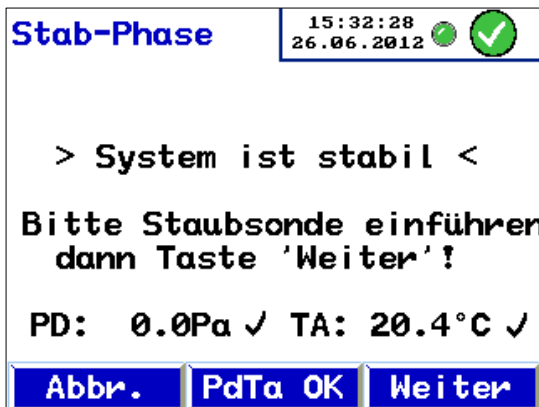 Stab-Phase
15:32:28
26.06.2012
> System ist stabil <
Bitte Staubsonde einführen
dann Taste 'Weiter'!
PD: 0.0Pa ✓ TA: 20.4°C ✓
Abbr. PdTa OK Weiter